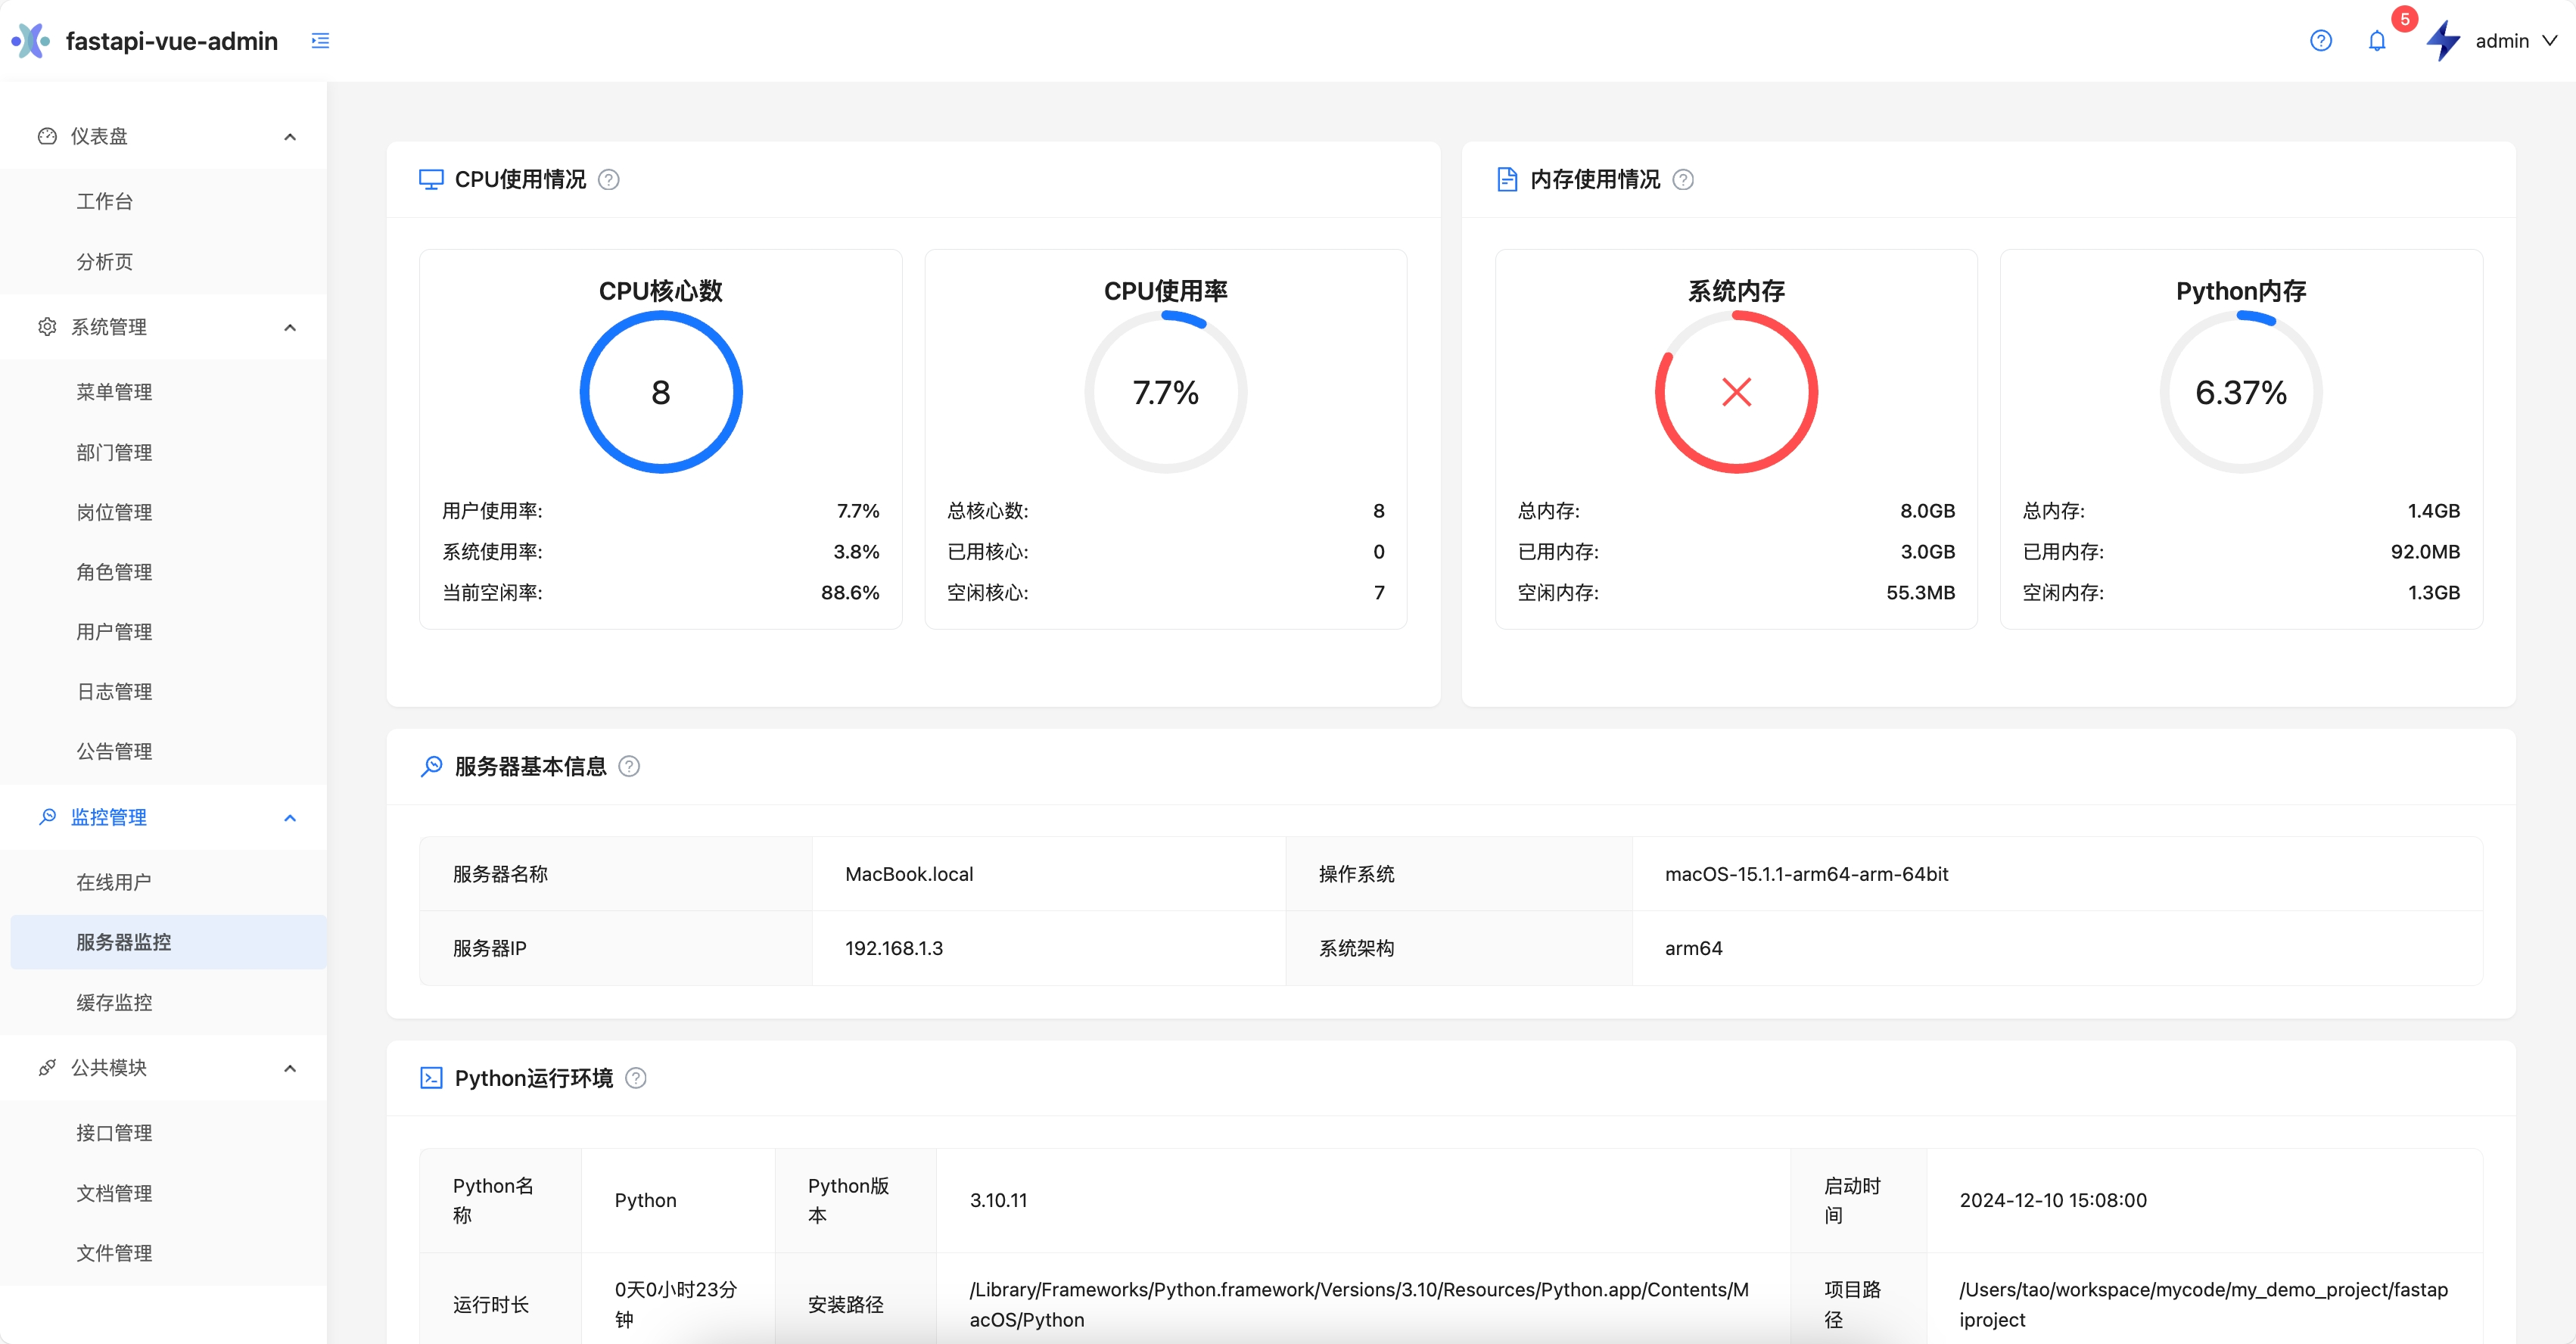 fastapi-vue-admin
5
admin
仪表盘
工作台
分析页
系统管理
菜单管理
部门管理
岗位管理
角色管理
用户管理
日志管理
公告管理
监控管理
在线用户
服务器监控
缓存监控
公共模块
接口管理
文档管理
文件管理
CPU使用情况
CPU核心数
8
用户使用率: 7.7%
系统使用率: 3.8%
当前空闲率: 88.6%
CPU使用率
7.7%
总核心数: 8
已用核心: 0
空闲核心: 7
内存使用情况
系统内存
总内存: 8.0GB
已用内存: 3.0GB
空闲内存: 55.3MB
Python内存
6.37%
总内存: 1.4GB
已用内存: 92.0MB
空闲内存: 1.3GB
服务器基本信息
服务器名称 MacBook.local 操作系统 macOS-15.1.1-arm64-arm-64bit
服务器IP 192.168.1.3 系统架构 arm64
Python运行环境
Python名
称
Python
Python版
本
3.10.11
启动时
间
2024-12-10 15:08:00
运行时长
0天0小时23分
钟
安装路径
/Library/Frameworks/Python.framework/Versions/3.10/Resources/Python.app/Contents/M
acOS/Python
项目路
径
/Users/tao/workspace/mycode/my_demo_project/fastap
iproject